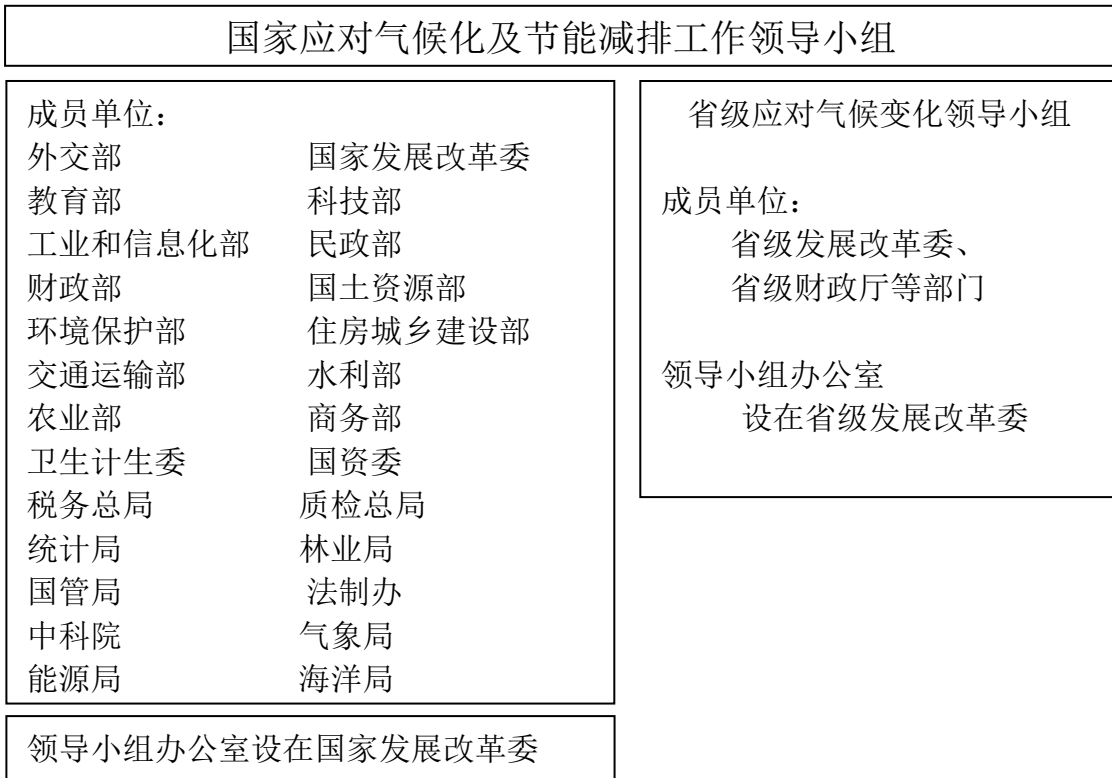 国家应对气候化及节能减排工作领导小组
成员单位：
外交部 国家发展改革委
教育部 科技部
工业和信息化部 民政部
财政部 国土资源部
环境保护部 住房城乡建设部
交通运输部 水利部
农业部 商务部
卫生计生委 国资委
税务总局 质检总局
统计局 林业局
国管局 法制办
中科院 气象局
能源局 海洋局
领导小组办公室设在国家发展改革委
省级应对气候变化领导小组
成员单位：
省级发展改革委、
省级财政厅等部门
领导小组办公室
设在省级发展改革委